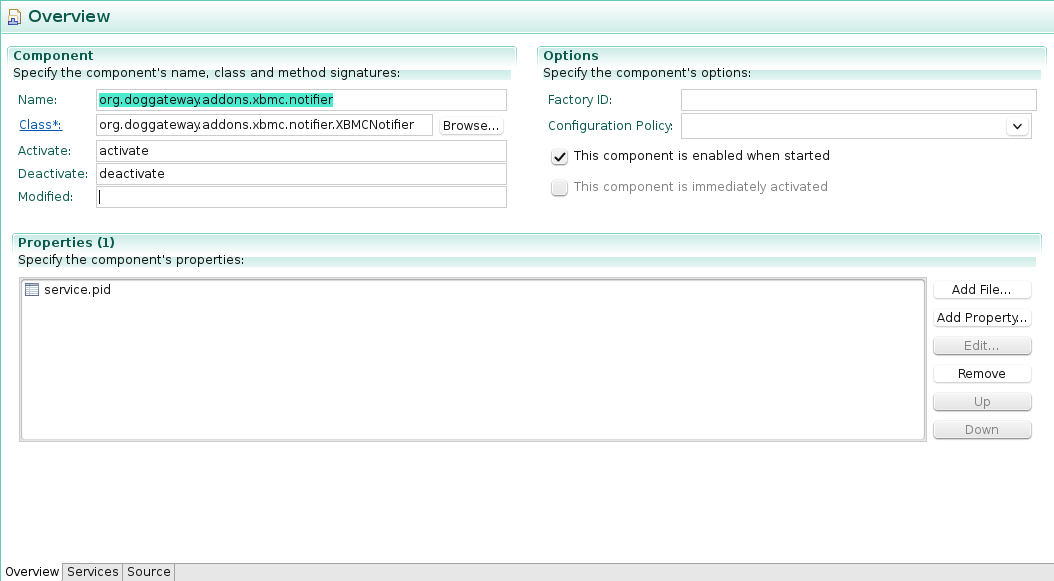 Overview
Component
Specify the component's name, class and method signatures:
Name: org.doggateway.addons.xbmc.notifier
Class*: org.doggateway.addons.xbmc.notifier.XBMCNotifier Browse...
Activate: activate
Deactivate: deactivate
Modified:
Options
Specify the component's options:
Factory ID:
Configuration Policy:
This component is enabled when started
This component is immediately activated
Properties (1)
Specify the component's properties:
service.pid
Add File...
Add Property...
Edit...
Remove
Up
Down
Overview Services Source